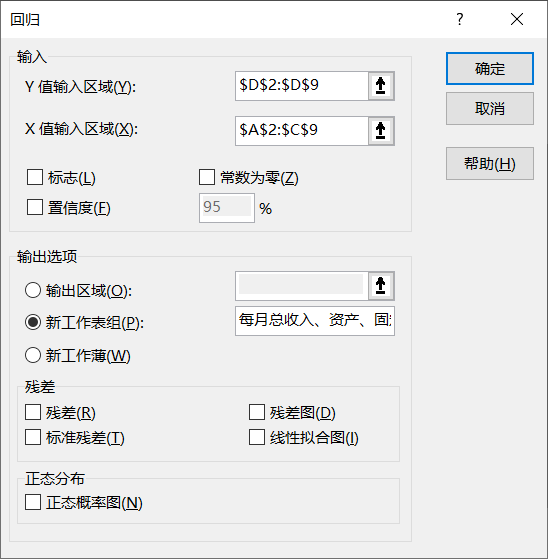 回归 ?
输入
Y 值输入区域(Y): $D$2:$D$9
X 值输入区域(X): $A$2:$C$9
标志(L) 常数为零(Z)
置信度(F) 95 %
确定
取消
帮助(H)
输出选项
输出区域(O):
新工作表组(P): 每月总收入、资产、固
新工作薄(W)
残差
残差(R) 残差图(D)
标准残差(T) 线性拟合图(I)
正态分布
正态概率图(N)